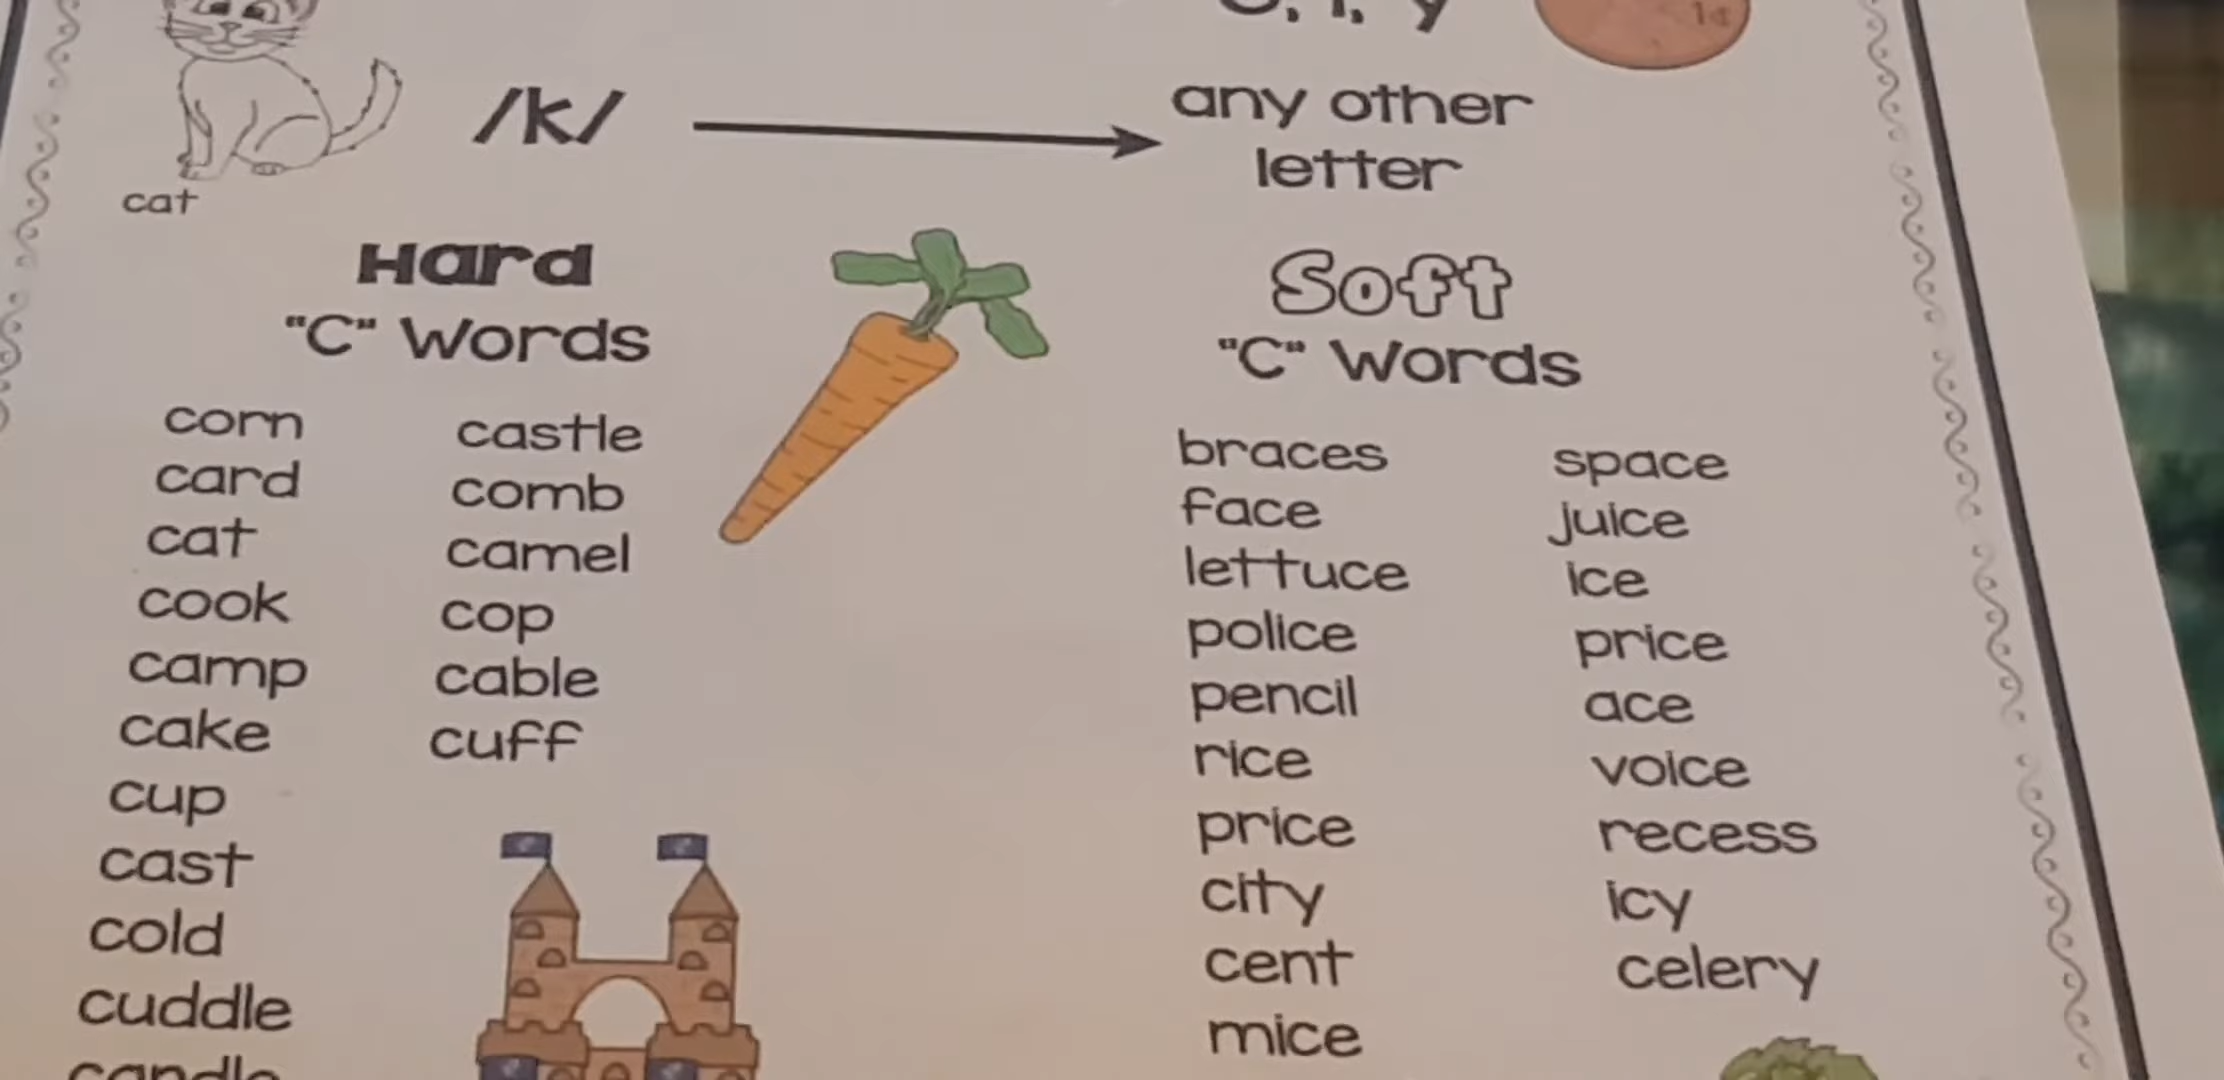 e, i, y
1¢
/k/
any other
letter
cat
Hard
"C" Words
corn
card
cat
cook
camp
cake
cup
cast
cold
cuddle
candle
castle
comb
camel
cop
cable
cuff
Soft
"C" Words
braces
face
lettuce
police
pencil
rice
price
city
cent
mice
space
juice
ice
price
ace
voice
recess
icy
celery